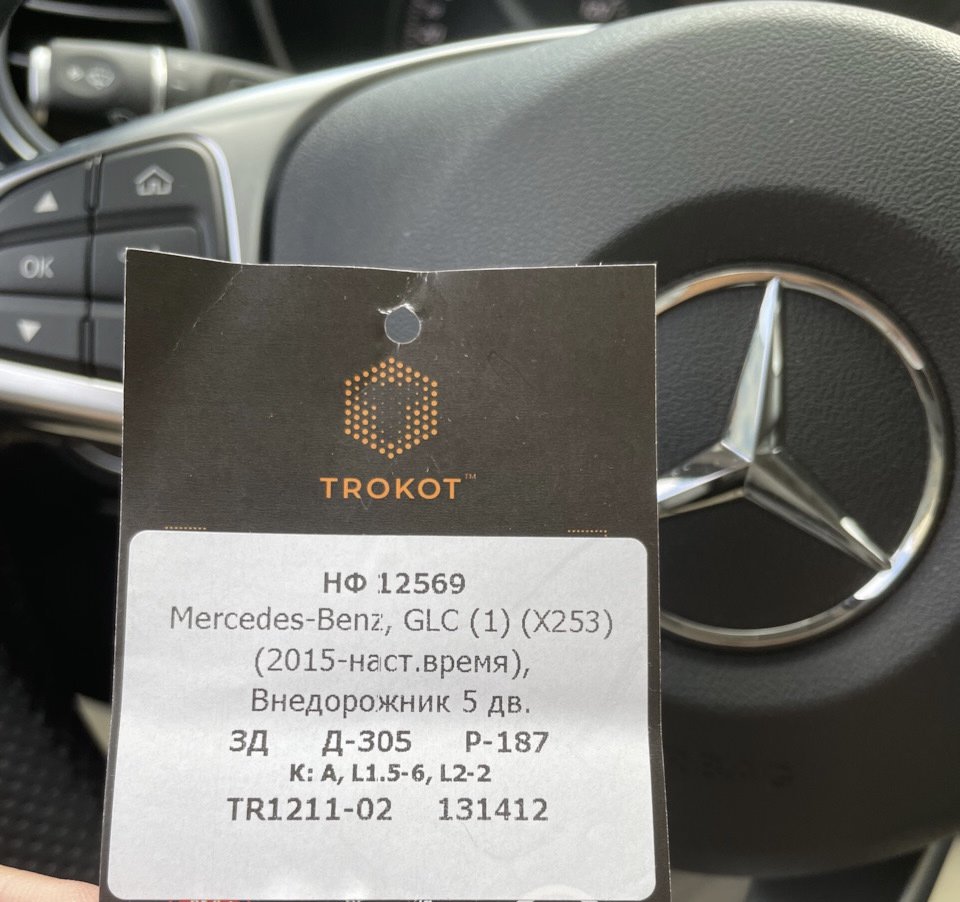 OK
TROKOT™
НФ 12569
Mercedes-Benz, GLC (1) (X253)
(2015-наст.время),
Внедорожник 5 дв.
ЗД Д-305 Р-187
К: А, L1.5-6, L2-2
TR1211-02 131412